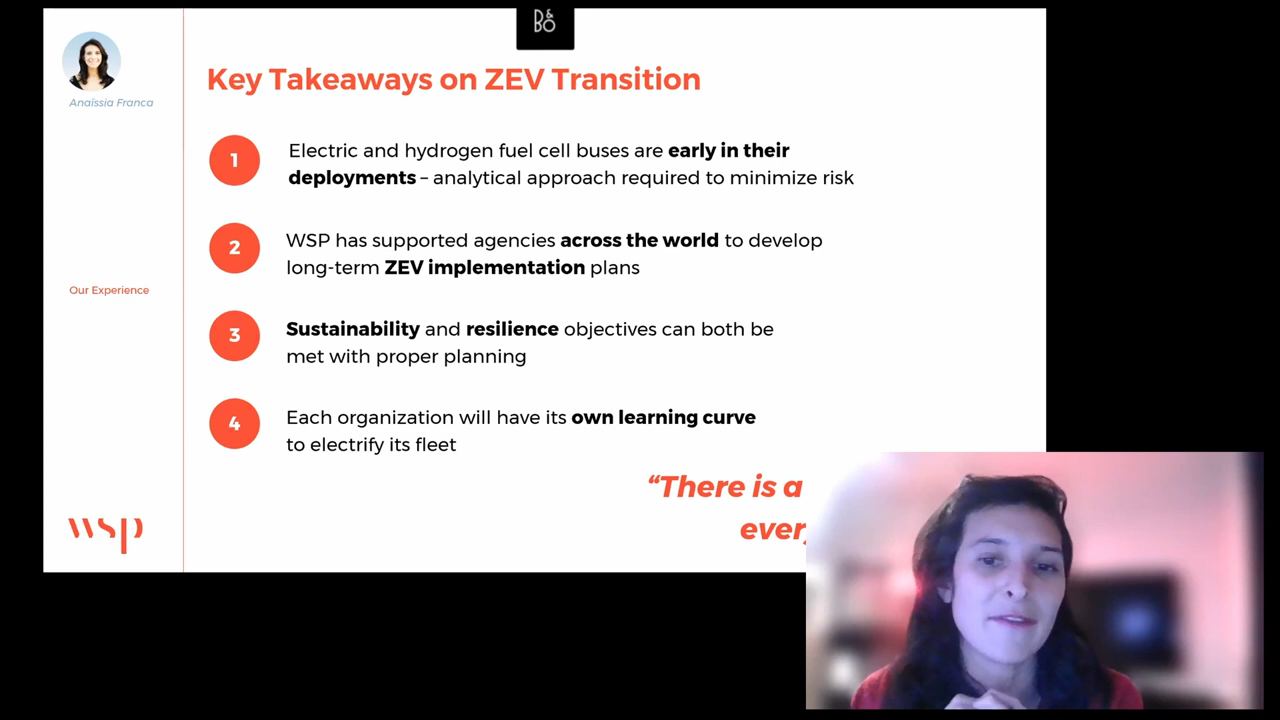 B&O
Anaïssia Franca
Key Takeaways on ZEV Transition
1
Electric and hydrogen fuel cell buses are early in their
deployments – analytical approach required to minimize risk
2
WSP has supported agencies across the world to develop
long-term ZEV implementation plans
Our Experience
3
Sustainability and resilience objectives can both be
met with proper planning
4
Each organization will have its own learning curve
to electrify its fleet
“There is a
wsp